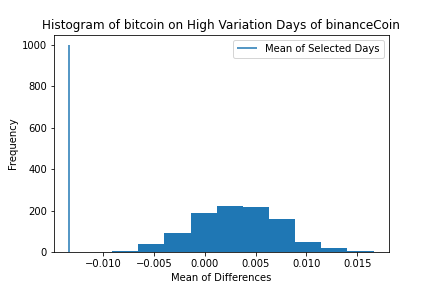 Histogram of bitcoin on High Variation Days of binanceCoin
Mean of Selected Days
Frequency
1000
800
600
400
200
0
−0.010 −0.005 0.000 0.005 0.010 0.015
Mean of Differences